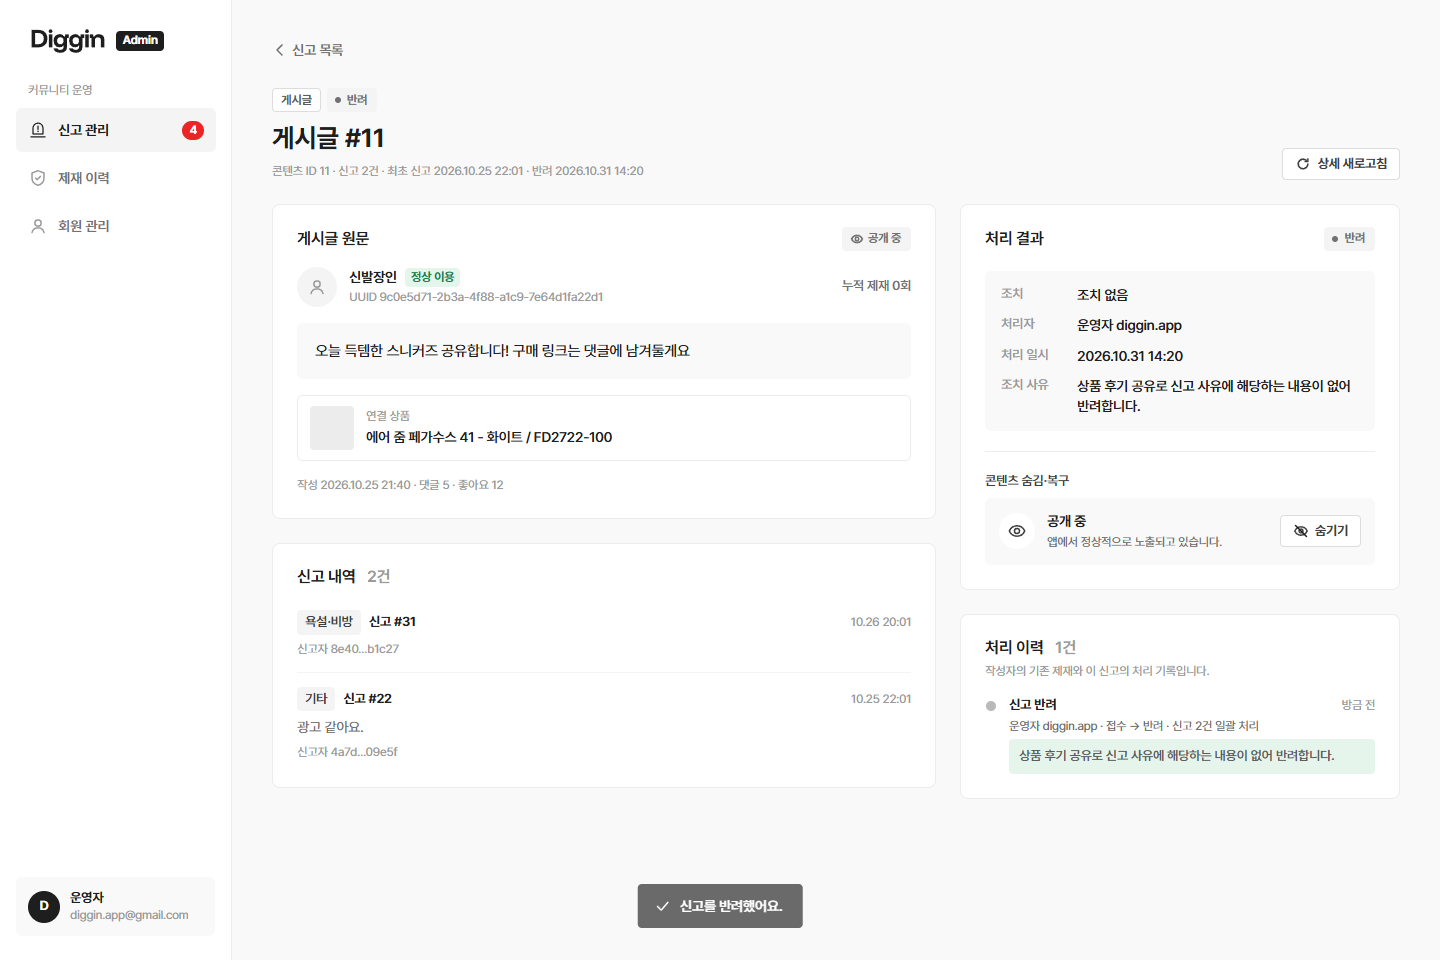 Diggin Admin
커뮤니티 운영
신고 관리 4
제재 이력
회원 관리
운영자
D
diggin.app@gmail.com
신고 목록
게시글 반려
게시글 #11
콘텐츠 ID 11 · 신고 2건 · 최초 신고 2026.10.25 22:01 · 반려 2026.10.31 14:20
상세 새로고침
게시글 원문 공개 중
신발장인 정상 이용
UUID 9c0e5d71-2b3a-4f88-a1c9-7e64d1fa22d1
누적 제재 0회
오늘 득템한 스니커즈 공유합니다! 구매 링크는 댓글에 남겨둘게요
연결 상품
에어 줌 페가수스 41 - 화이트 / FD2722-100
작성 2026.10.25 21:40 · 댓글 5 · 좋아요 12
신고 내역 2건
욕설·비방 신고 #31 10.26 20:01
신고자 8e40...b1c27
기타 신고 #22 10.25 22:01
광고 같아요.
신고자 4a7d...09e5f
처리 결과 반려
조치 조치 없음
처리자 운영자 diggin.app
처리 일시 2026.10.31 14:20
조치 사유 상품 후기 공유로 신고 사유에 해당하는 내용이 없어
반려합니다.
콘텐츠 숨김·복구
공개 중
앱에서 정상적으로 노출되고 있습니다.
숨기기
처리 이력 1건
작성자의 기존 제재와 이 신고의 처리 기록입니다.
신고 반려 방금 전
운영자 diggin.app · 접수 → 반려 · 신고 2건 일괄 처리
상품 후기 공유로 신고 사유에 해당하는 내용이 없어 반려합니다.
신고를 반려했어요.